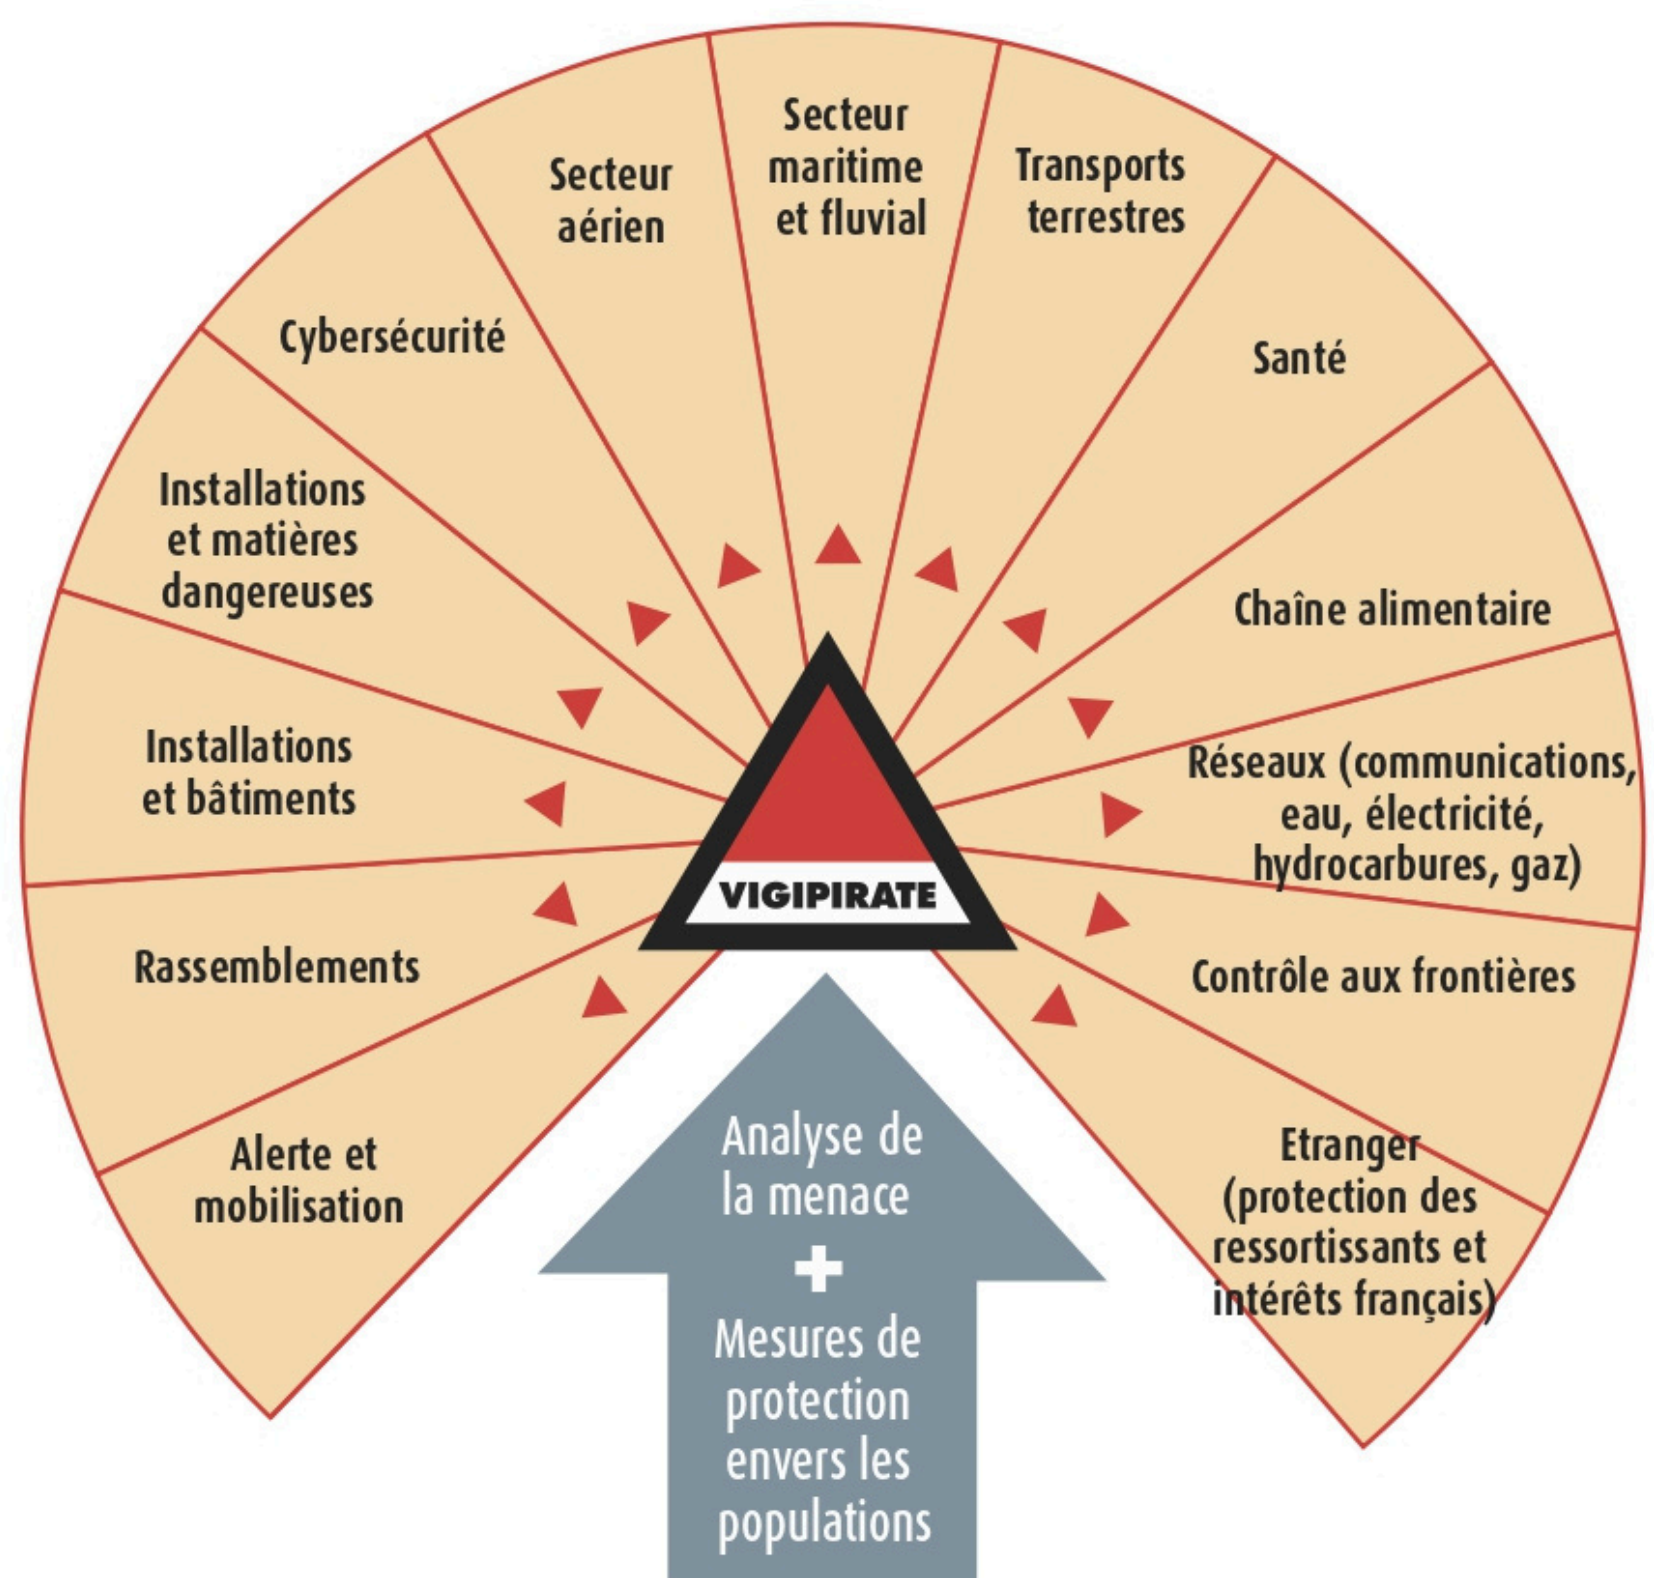 Secteur
maritime
et fluvial
Transports
terrestres
Secteur
aérien
Santé
Cybersécurité
Installations
et matières
dangereuses
Chaîne alimentaire
Installations
et bâtiments
Réseaux (communications,
eau, électricité,
hydrocarbures, gaz)
VIGIPIRATE
Rassemblements
Contrôle aux frontières
Alerte et
mobilisation
Etranger
(protection des
ressortissants et
intérêts français)
Analyse de
la menace
+
Mesures de
protection
envers les
populations